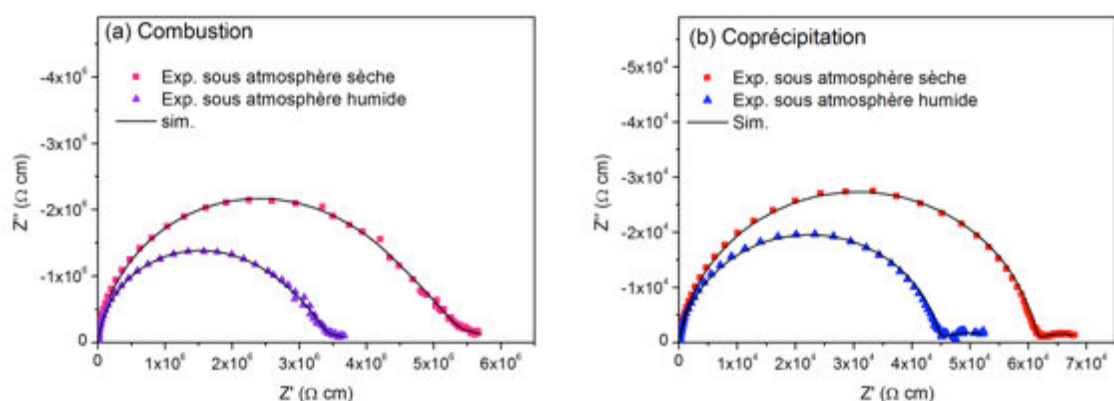 (a) Combustion
Exp. sous atmosphère sèche
Exp. sous atmosphère humide
sim.
-4x10⁶
-3x10⁶
-2x10⁶
-1x10⁶
0
Z'' (Ω cm)
0 1x10⁶ 2x10⁶ 3x10⁶ 4x10⁶ 5x10⁶ 6x10⁶
Z' (Ω cm)
(b) Coprécipitation
Exp. sous atmosphère sèche
Exp. sous atmosphère humide
Sim.
-5x10⁴
-4x10⁴
-3x10⁴
-2x10⁴
-1x10⁴
0
Z'' (Ω cm)
0 1x10⁴ 2x10⁴ 3x10⁴ 4x10⁴ 5x10⁴ 6x10⁴ 7x10⁴
Z' (Ω cm)